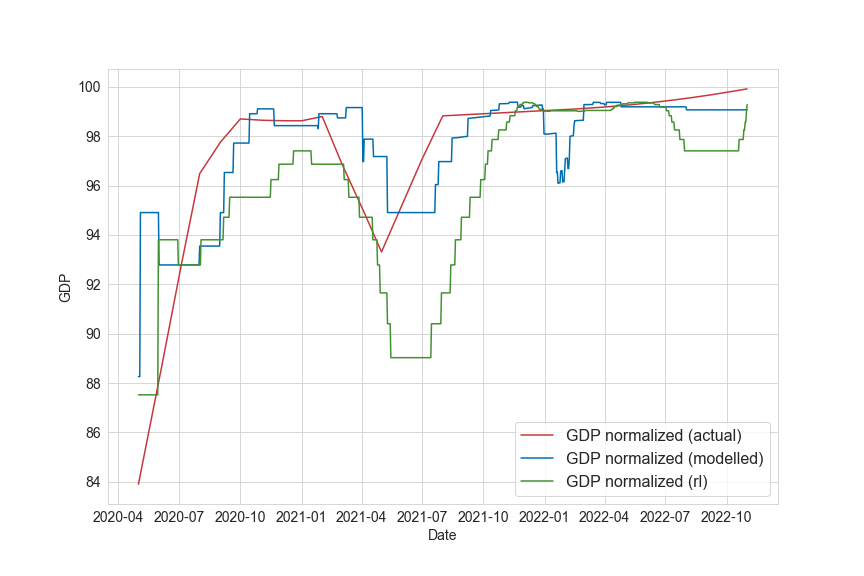 GDP
100
98
96
94
92
90
88
86
84
GDP normalized (actual)
GDP normalized (modelled)
GDP normalized (rl)
2020-04 2020-07 2020-10 2021-01 2021-04 2021-07 2021-10 2022-01 2022-04 2022-07 2022-10
Date